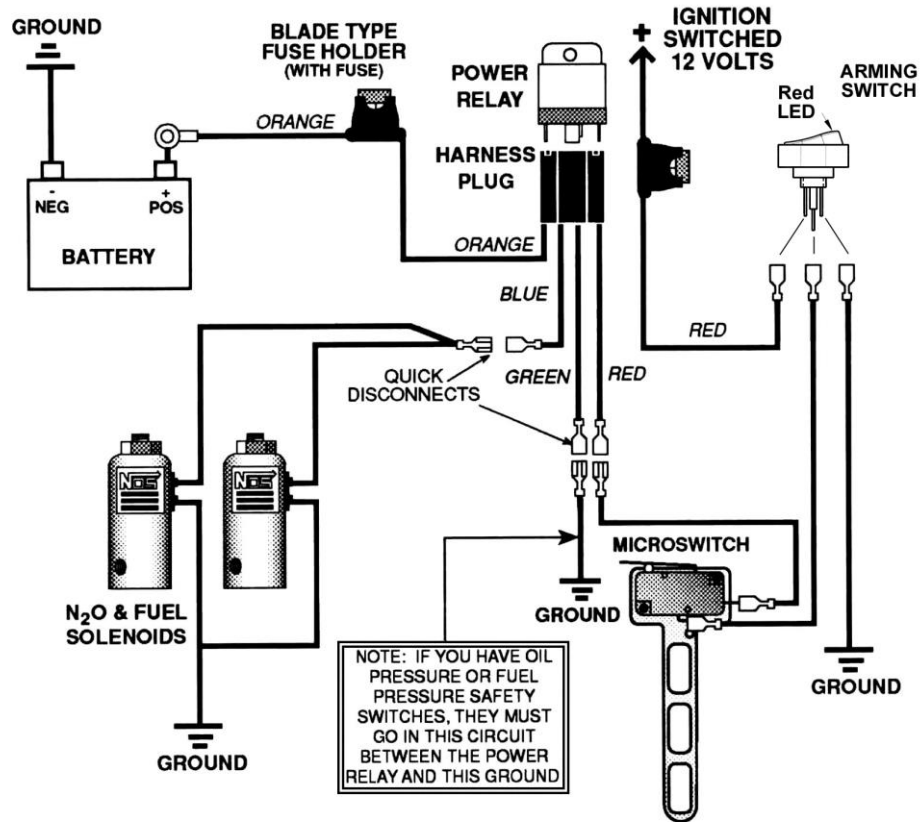 GROUND
BLADE TYPE
FUSE HOLDER
(WITH FUSE)
ORANGE
-
NEG
+
POS
BATTERY
POWER
RELAY
HARNESS
PLUG
+ IGNITION
SWITCHED
12 VOLTS
Red
LED
ARMING
SWITCH
ORANGE
BLUE
GREEN
RED
RED
QUICK
DISCONNECTS
NOS
NOS
N2O & FUEL
SOLENOIDS
GROUND
GROUND
MICROSWITCH
GROUND
NOTE: IF YOU HAVE OIL
PRESSURE OR FUEL
PRESSURE SAFETY
SWITCHES, THEY MUST
GO IN THIS CIRCUIT
BETWEEN THE POWER
RELAY AND THIS GROUND